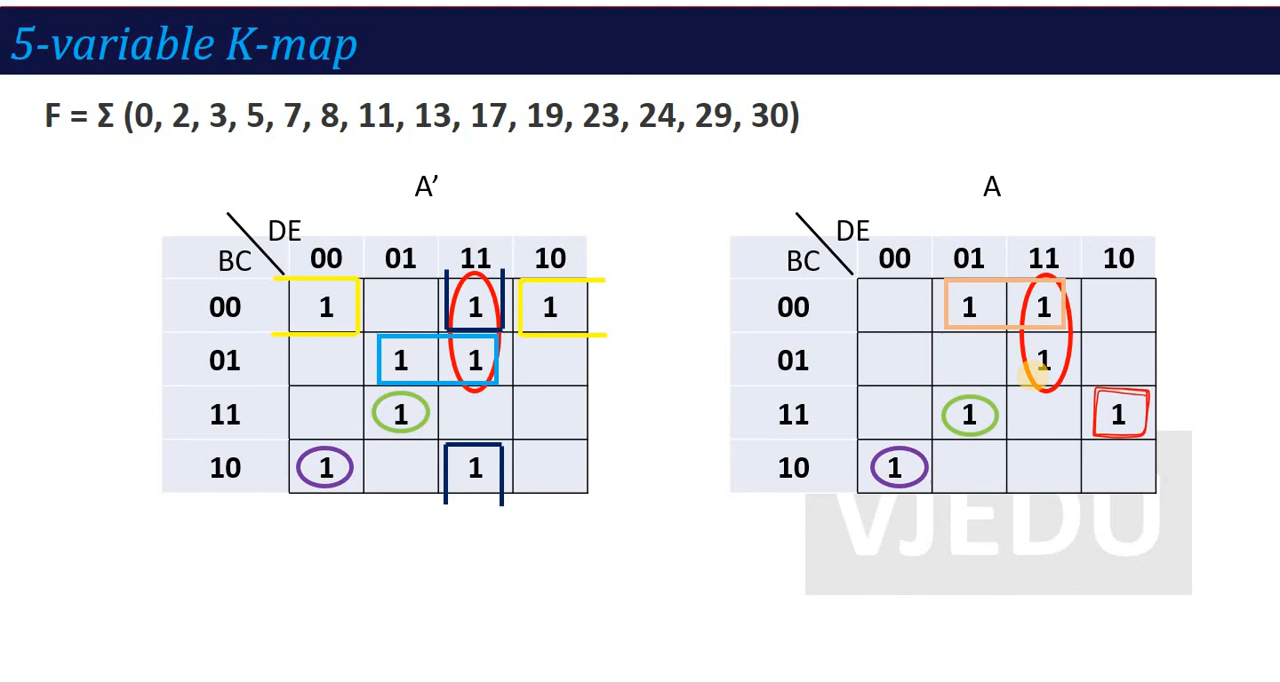 5-variable K-map
F = Σ (0, 2, 3, 5, 7, 8, 11, 13, 17, 19, 23, 24, 29, 30)
A’
DE
BC 00 01 11 10
00 1 1 1
01 1 1
11 1
10 1 1
A
DE
BC 00 01 11 10
00 1 1
01 1
11 1 1
10 1
VJEDU